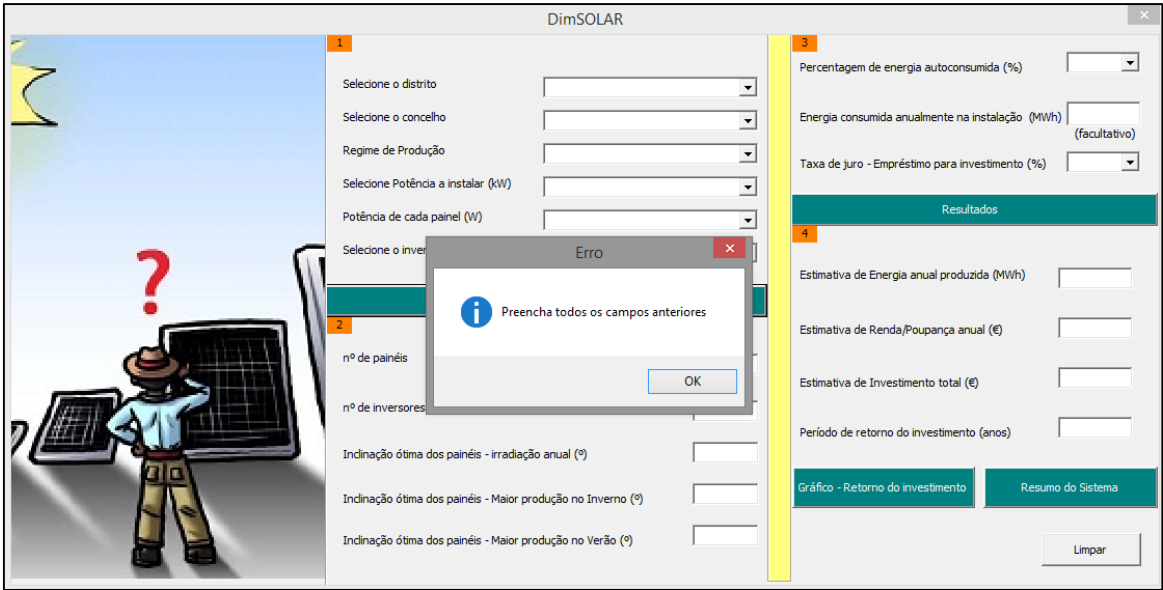 DimSOLAR
1
Selecione o distrito
Selecione o concelho
Regime de Produção
Selecione Potência a instalar (kW)
Potência de cada painel (W)
Selecione o inver
Erro
Preencha todos os campos anteriores
OK
2
nº de painéis
nº de inversores
Inclinação ótima dos painéis - irradiação anual (º)
Inclinação ótima dos painéis - Maior produção no Inverno (º)
Inclinação ótima dos painéis - Maior produção no Verão (º)
3
Percentagem de energia autoconsumida (%)
Energia consumida anualmente na instalação (MWh)
(facultativo)
Taxa de juro - Empréstimo para investimento (%)
Resultados
4
Estimativa de Energia anual produzida (MWh)
Estimativa de Renda/Poupança anual (€)
Estimativa de Investimento total (€)
Período de retorno do investimento (anos)
Gráfico - Retorno do investimento
Resumo do Sistema
Limpar
?